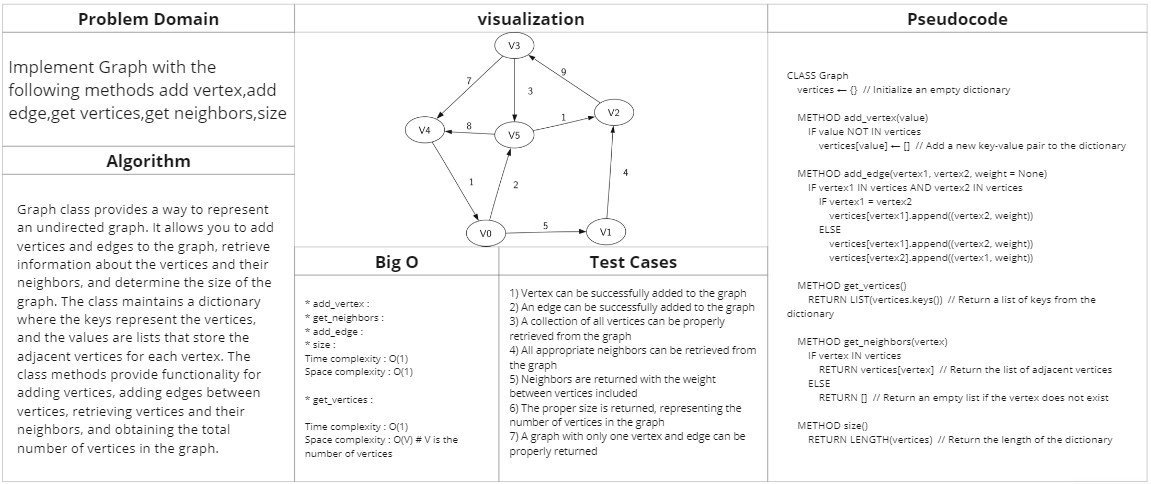 Problem Domain
Implement Graph with the
following methods add vertex,add
edge,get vertices,get neighbors,size
Algorithm
Graph class provides a way to represent
an undirected graph. It allows you to add
vertices and edges to the graph, retrieve
information about the vertices and their
neighbors, and determine the size of the
graph. The class maintains a dictionary
where the keys represent the vertices,
and the values are lists that store the
adjacent vertices for each vertex. The
class methods provide functionality for
adding vertices, adding edges between
vertices, retrieving vertices and their
neighbors, and obtaining the total
number of vertices in the graph.
visualization
V3
7
9
3
V2
V4
8
V5
1
1
2
4
V0
5
V1
Big O
* add_vertex :
* get_neighbors :
* add_edge :
* size :
Time complexity : O(1)
Space complexity : O(1)
* get_vertices :
Time complexity : O(1)
Space complexity : O(V) # V is the
number of vertices
Test Cases
1) Vertex can be successfully added to the graph
2) An edge can be successfully added to the graph
3) A collection of all vertices can be properly
retrieved from the graph
4) All appropriate neighbors can be retrieved from
the graph
5) Neighbors are returned with the weight
between vertices included
6) The proper size is returned, representing the
number of vertices in the graph
7) A graph with only one vertex and edge can be
properly returned
Pseudocode
CLASS Graph
vertices ← {} // Initialize an empty dictionary
METHOD add_vertex(value)
IF value NOT IN vertices
vertices[value] ← [] // Add a new key-value pair to the dictionary
METHOD add_edge(vertex1, vertex2, weight = None)
IF vertex1 IN vertices AND vertex2 IN vertices
IF vertex1 = vertex2
vertices[vertex1].append((vertex2, weight))
ELSE
vertices[vertex1].append((vertex2, weight))
vertices[vertex2].append((vertex1, weight))
METHOD get_vertices()
RETURN LIST(vertices.keys()) // Return a list of keys from the
dictionary
METHOD get_neighbors(vertex)
IF vertex IN vertices
RETURN vertices[vertex] // Return the list of adjacent vertices
ELSE
RETURN [] // Return an empty list if the vertex does not exist
METHOD size()
RETURN LENGTH(vertices) // Return the length of the dictionary